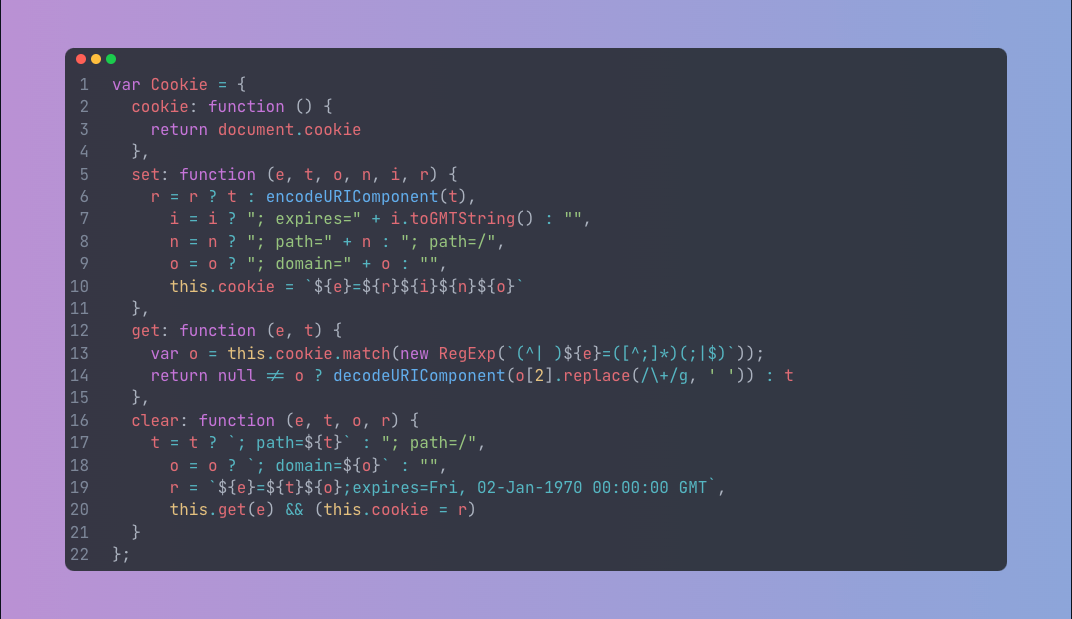 1 var Cookie = {
2   cookie: function () {
3     return document.cookie
4   },
5   set: function (e, t, o, n, i, r) {
6     r = r ? t : encodeURIComponent(t),
7       i = i ? "; expires=" + i.toGMTString() : "",
8       n = n ? "; path=" + n : "; path=/",
9       o = o ? "; domain=" + o : "",
10       this.cookie = `${e}=${r}${i}${n}${o}`
11   },
12   get: function (e, t) {
13     var o = this.cookie.match(new RegExp(`(^| )${e}=([^;]*)(;|$)`));
14     return null ≠ o ? decodeURIComponent(o[2].replace(/\+/g, ' ')) : t
15   },
16   clear: function (e, t, o, r) {
17     t = t ? `; path=${t}` : "; path=/",
18       o = o ? `; domain=${o}` : "",
19       r = `${e}=${t}${o};expires=Fri, 02-Jan-1970 00:00:00 GMT`,
20       this.get(e) && (this.cookie = r)
21   }
22 };